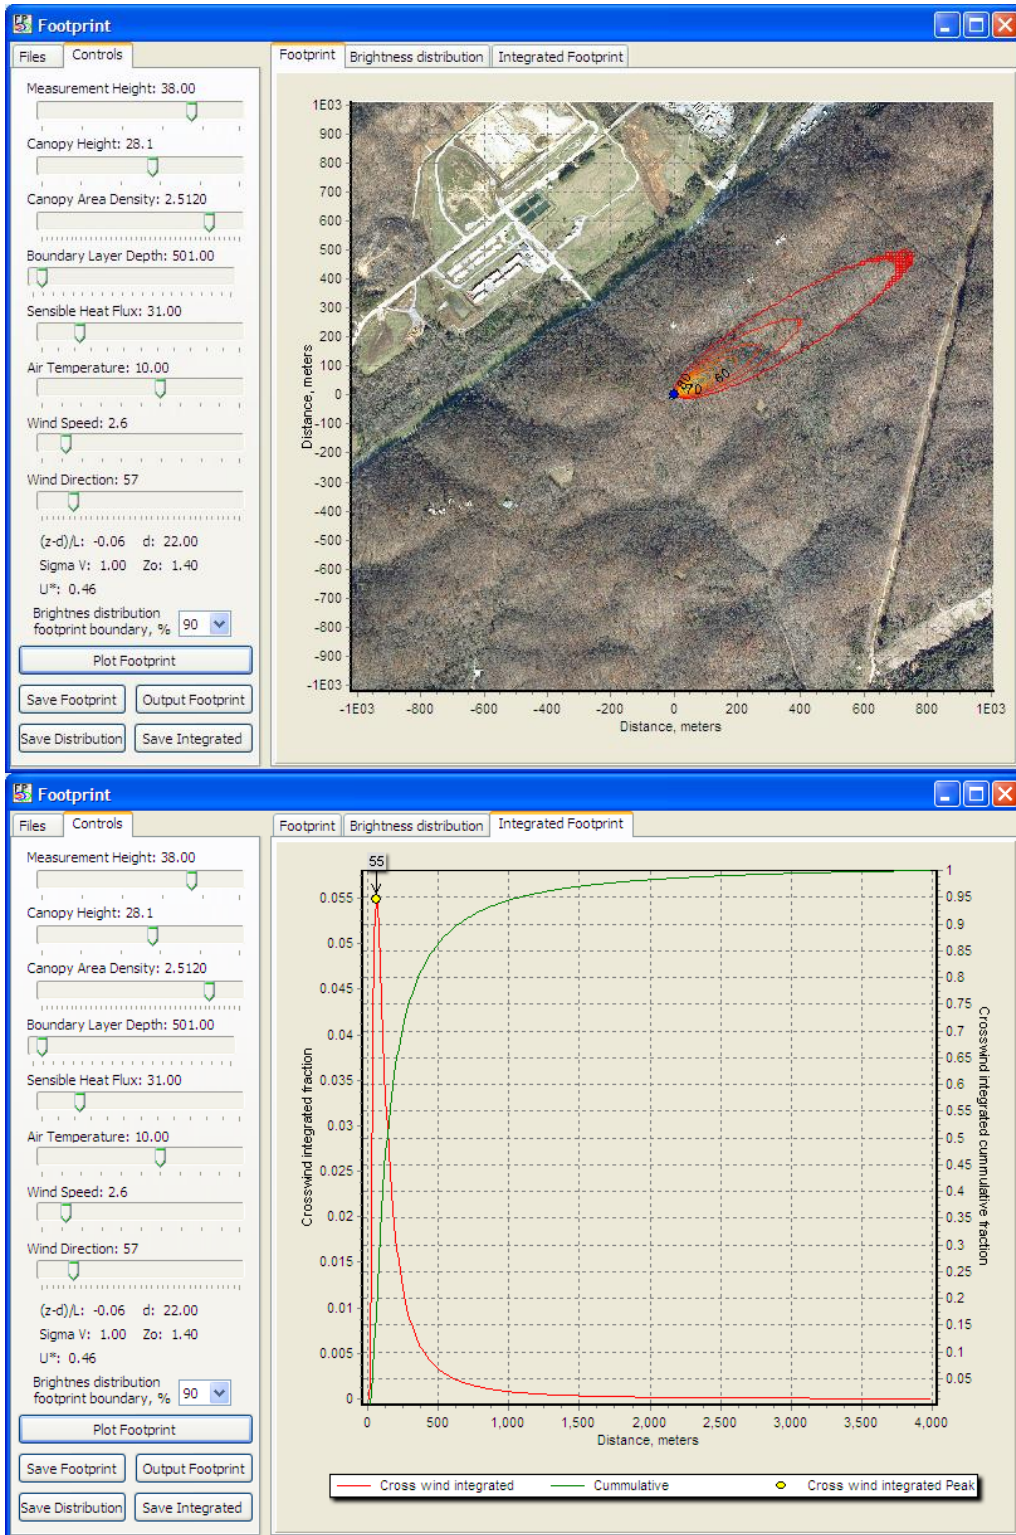 Footprint
Files Controls
Footprint Brightness distribution Integrated Footprint
Measurement Height: 38.00
Canopy Height: 28.1
Canopy Area Density: 2.5120
Boundary Layer Depth: 501.00
Sensible Heat Flux: 31.00
Air Temperature: 10.00
Wind Speed: 2.6
Wind Direction: 57
(z-d)/L: -0.06 d: 22.00
Sigma V: 1.00 Zo: 1.40
U*: 0.46
Brightnes distribution
footprint boundary, % 90
Plot Footprint
Save Footprint Output Footprint
Save Distribution Save Integrated
Distance, meters
1E03
900
800
700
600
500
400
300
200
100
0
-100
-200
-300
-400
-500
-600
-700
-800
-900
-1E03
80
70
60
-1E03 -800 -600 -400 -200 0 200 400 600 800 1E03
Distance, meters
Footprint
Files Controls
Footprint Brightness distribution Integrated Footprint
Measurement Height: 38.00
Canopy Height: 28.1
Canopy Area Density: 2.5120
Boundary Layer Depth: 501.00
Sensible Heat Flux: 31.00
Air Temperature: 10.00
Wind Speed: 2.6
Wind Direction: 57
(z-d)/L: -0.06 d: 22.00
Sigma V: 1.00 Zo: 1.40
U*: 0.46
Brightnes distribution
footprint boundary, % 90
Plot Footprint
Save Footprint Output Footprint
Save Distribution Save Integrated
55
Crosswind integrated fraction
0.055
0.05
0.045
0.04
0.035
0.03
0.025
0.02
0.015
0.01
0.005
0
1
0.95
0.9
0.85
0.8
0.75
0.7
0.65
0.6
0.55
0.5
0.45
0.4
0.35
0.3
0.25
0.2
0.15
0.1
0.05
Crosswind integrated cummulative fraction
0 500 1,000 1,500 2,000 2,500 3,000 3,500 4,000
Distance, meters
Cross wind integrated Cummulative Cross wind integrated Peak